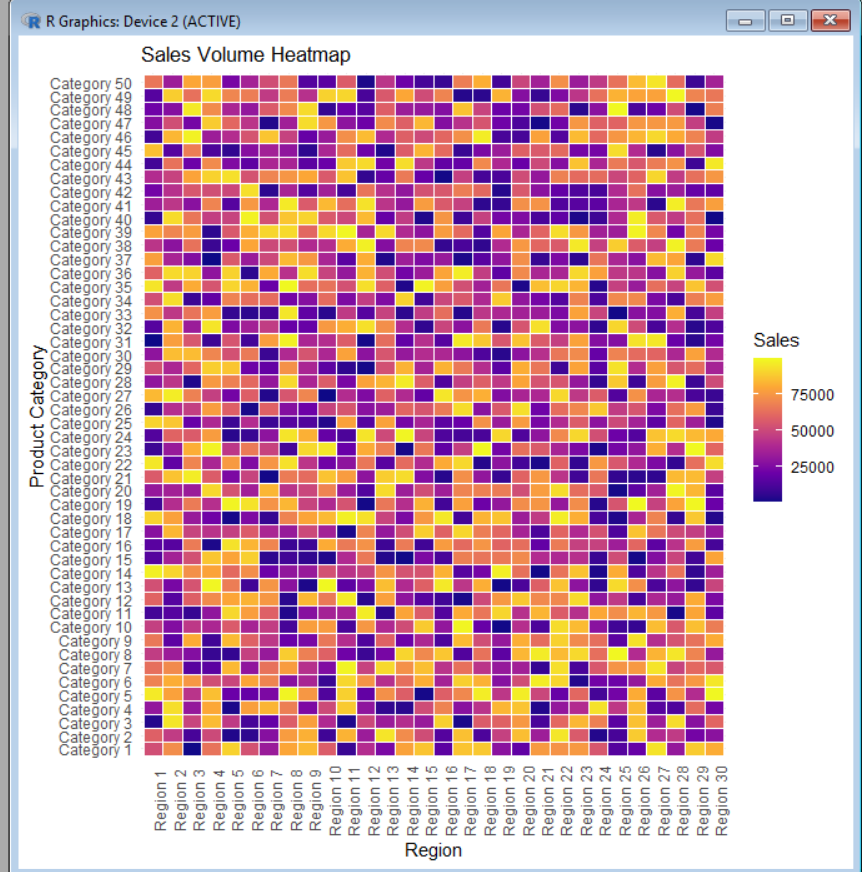 R Graphics: Device 2 (ACTIVE)
Sales Volume Heatmap
Product Category
Category 50
Category 49
Category 48
Category 47
Category 46
Category 45
Category 44
Category 43
Category 42
Category 41
Category 40
Category 39
Category 38
Category 37
Category 36
Category 35
Category 34
Category 33
Category 32
Category 31
Category 30
Category 29
Category 28
Category 27
Category 26
Category 25
Category 24
Category 23
Category 22
Category 21
Category 20
Category 19
Category 18
Category 17
Category 16
Category 15
Category 14
Category 13
Category 12
Category 11
Category 10
Category 9
Category 8
Category 7
Category 6
Category 5
Category 4
Category 3
Category 2
Category 1
Region 1
Region 2
Region 3
Region 4
Region 5
Region 6
Region 7
Region 8
Region 9
Region 10
Region 11
Region 12
Region 13
Region 14
Region 15
Region 16
Region 17
Region 18
Region 19
Region 20
Region 21
Region 22
Region 23
Region 24
Region 25
Region 26
Region 27
Region 28
Region 29
Region 30
Region
Sales
75000
50000
25000